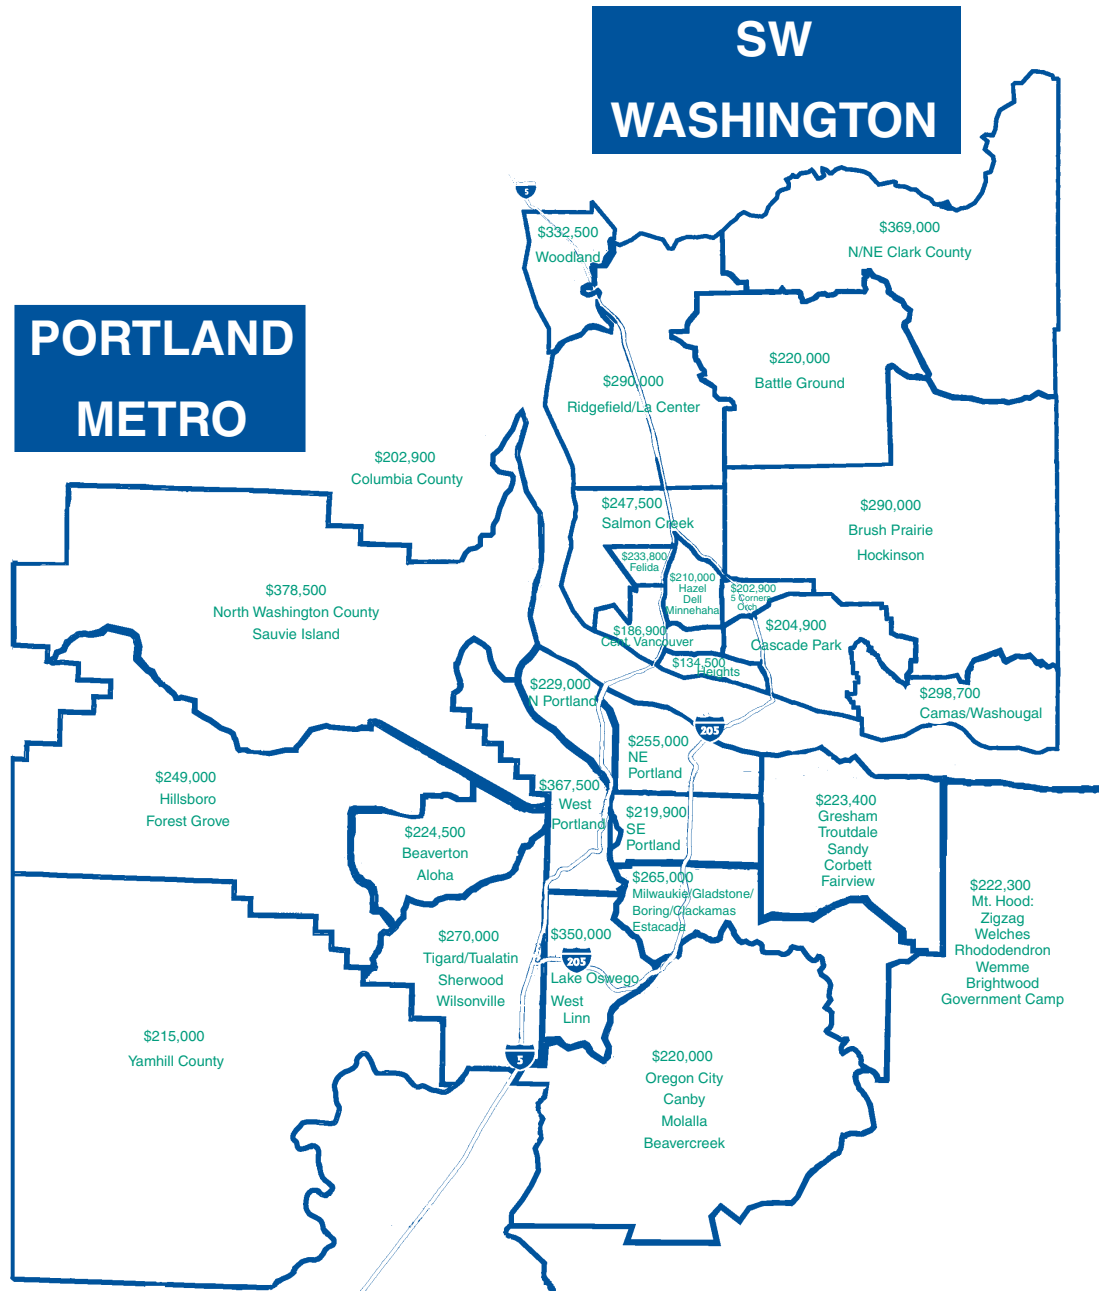 SW
WASHINGTON
5
$332,500
Woodland
$369,000
N/NE Clark County
PORTLAND
METRO
$290,000
Ridgefield/La Center
$220,000
Battle Ground
$202,900
Columbia County
$247,500
Salmon Creek
$290,000
Brush Prairie
Hockinson
$233,800
Felida
$210,000
Hazel
Dell
Minnehaha
$202,900
5 Corners
Orch
$378,500
North Washington County
Sauvie Island
$186,900
Cent. Vancouver
$204,900
Cascade Park
$134,500
Heights
$229,000
N Portland
$298,700
Camas/Washougal
205
$255,000
NE
Portland
$249,000
Hillsboro
Forest Grove
$367,500
West
Portland
$219,900
SE
Portland
$223,400
Gresham
Troutdale
Sandy
Corbett
Fairview
$224,500
Beaverton
Aloha
$265,000
Milwaukie/Gladstone/
Boring/Clackamas
Estacada
$222,300
Mt. Hood:
Zigzag
Welches
Rhododendron
Wemme
Brightwood
Government Camp
$270,000
Tigard/Tualatin
Sherwood
Wilsonville
$350,000
205
Lake Oswego
West
Linn
$215,000
Yamhill County
5
$220,000
Oregon City
Canby
Molalla
Beavercreek